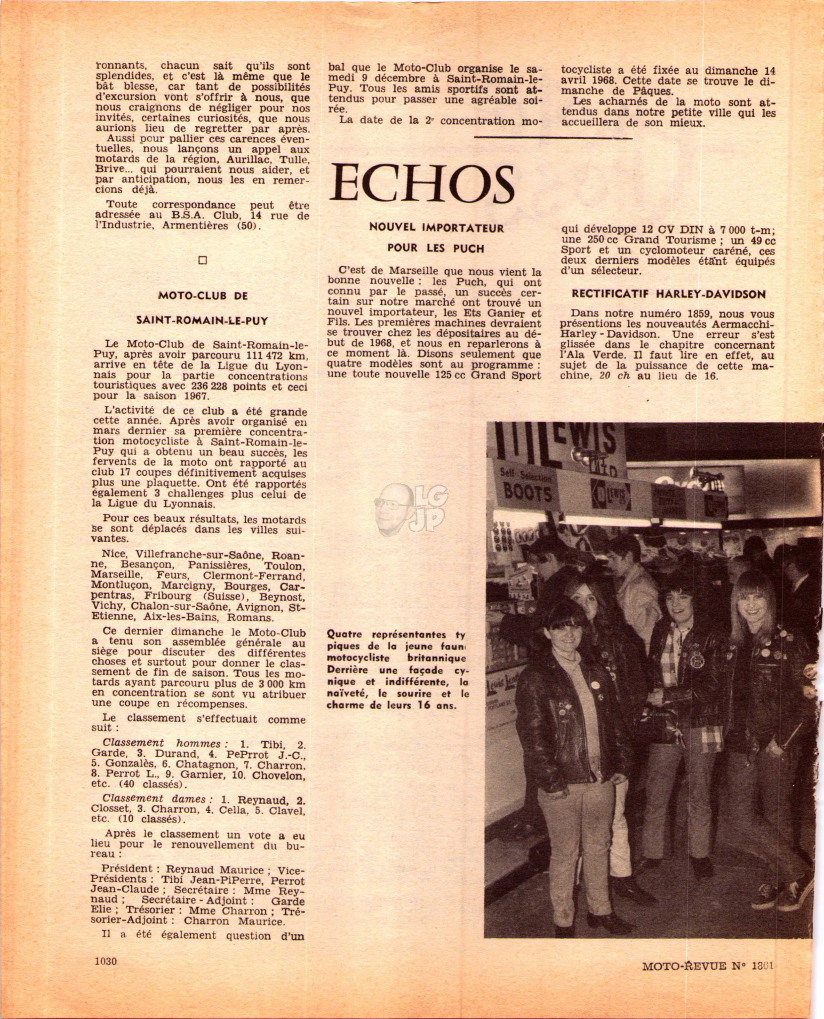 ronnants, chacun sait qu'ils sont
splendides, et c'est là même que le
bât blesse, car tant de possibilités
d'excursion vont s'offrir à nous, que
nous craignons de négliger pour nos
invités, certaines curiosités, que nous
aurions lieu de regretter par après.
Aussi pour pallier ces carences éven-
tuelles, nous lançons un appel aux
motards de la région, Aurillac, Tulle,
Brive... qui pourraient nous aider, et
par anticipation, nous les en remer-
cions déjà.
Toute correspondance peut être
adressée au B.S.A. Club, 14 rue de
l'Industrie, Armentières (50).
MOTO-CLUB DE
SAINT-ROMAIN-LE-PUY
Le Moto-Club de Saint-Romain-le-
Puy, après avoir parcouru 111 472 km,
arrive en tête de la Ligue du Lyon-
nais pour la partie concentrations
touristiques avec 236 228 points et ceci
pour la saison 1967.
L'activité de ce club a été grande
cette année. Après avoir organisé en
mars dernier sa première concentra-
tion motocycliste à Saint-Romain-le-
Puy qui a obtenu un beau succès, les
fervents de la moto ont rapporté au
club 17 coupes définitivement acquises
plus une plaquette. Ont été rapportés
également 3 challenges plus celui de
la Ligue du Lyonnais.
Pour ces beaux résultats, les motards
se sont déplacés dans les villes sui-
vantes.
Nice, Villefranche-sur-Saône, Roan-
ne, Besançon, Panissières, Toulon,
Marseille, Feurs, Clermont-Ferrand,
Montluçon, Marcigny, Bourges, Car-
pentras, Fribourg (Suisse), Beynost,
Vichy, Chalon-sur-Saône, Avignon, St-
Etienne, Aix-les-Bains, Romans.
Ce dernier dimanche le Moto-Club
a tenu son assemblée générale au
siège pour discuter des différentes
choses et surtout pour donner le clas-
sement de fin de saison. Tous les mo-
tards ayant parcouru plus de 3 000 km
en concentration se sont vu atribuer
une coupe en récompenses.
Le classement s'effectuait comme
suit :
Classement hommes : 1. Tibi, 2.
Garde, 3. Durand, 4. PePrrot J.-C.,
5. Gonzalès, 6. Chatagnon, 7. Charron,
8. Perrot L., 9. Garnier, 10. Chovelon,
etc. (40 classés).
Classement dames : 1. Reynaud, 2.
Closset, 3. Charron, 4. Cella, 5. Clavel,
etc. (10 classés).
Après le classement un vote a eu
lieu pour le renouvellement du bu-
reau :
Président : Reynaud Maurice ; Vice-
Présidents : Tibi Jean-PiPerre, Perrot
Jean-Claude ; Secrétaire : Mme Rey-
naud ; Secrétaire-Adjoint : Garde
Elie ; Trésorier : Mme Charron ; Tré-
sorier-Adjoint : Charron Maurice.
Il a été également question d'un
bal que le Moto-Club organise le sa-
medi 9 décembre à Saint-Romain-le-
Puy. Tous les amis sportifs sont at-
tendus pour passer une agréable soi-
rée.
La date de la 2e concentration mo-
tocycliste a été fixée au dimanche 14
avril 1968. Cette date se trouve le di-
manche de Pâques.
Les acharnés de la moto sont at-
tendus dans notre petite ville qui les
accueillera de son mieux.
ECHOS
NOUVEL IMPORTATEUR
POUR LES PUCH
C'est de Marseille que nous vient la
bonne nouvelle : les Puch, qui ont
connu par le passé, un succès cer-
tain sur notre marché ont trouvé un
nouvel importateur, les Ets Ganier et
Fils. Les premières machines devraient
se trouver chez les dépositaires au dé-
but de 1968, et nous en reparlerons à
ce moment là. Disons seulement que
quatre modèles sont au programme :
une toute nouvelle 125 cc Grand Sport
qui développe 12 CV DIN à 7 000 t-m;
une 250 cc Grand Tourisme ; un 49 cc
Sport et un cyclomoteur caréné, ces
deux derniers modèles étant équipés
d'un sélecteur.
RECTIFICATIF HARLEY-DAVIDSON
Dans notre numéro 1859, nous vous
présentions les nouveautés Aermacchi-
Harley-Davidson. Une erreur s'est
glissée dans le chapitre concernant
l'Ala Verde. Il faut lire en effet, au
sujet de la puissance de cette ma-
chine, 20 ch au lieu de 16.
LEWIS
LTD
Self Selection
BOOTS
LEWIS
LG
JP
Quatre représentantes ty
piques de la jeune faun
motocycliste britannique
Derrière une façade cy-
nique et indifférente, la
naïveté, le sourire et le
charme de leurs 16 ans.
1030
MOTO-REVUE N° 1861